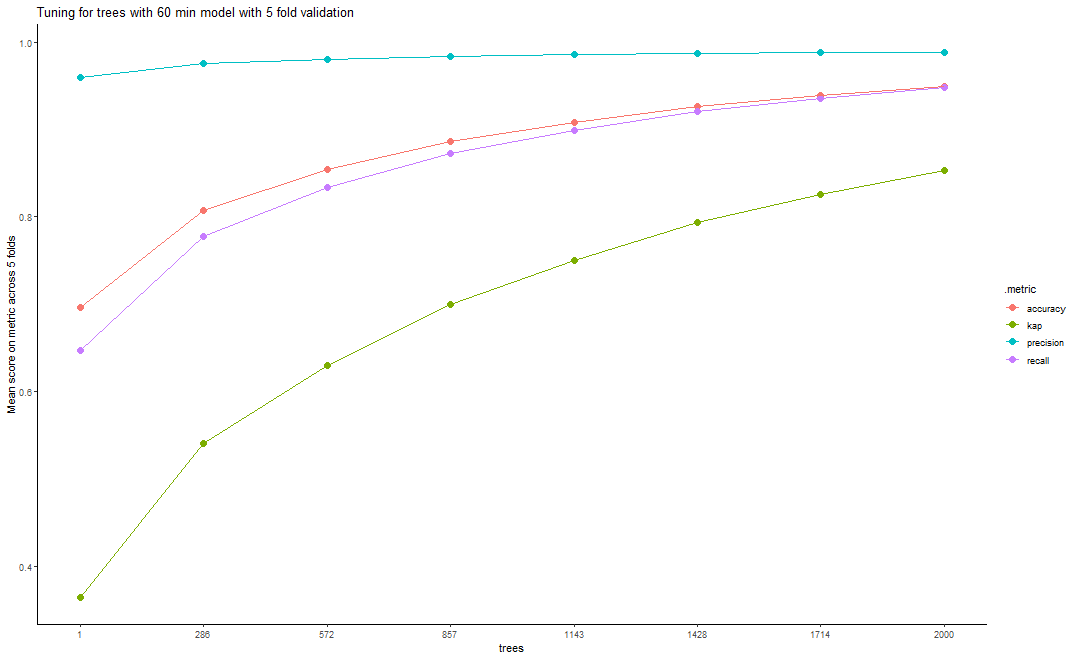 Tuning for trees with 60 min model with 5 fold validation
Mean score on metric across 5 folds
1.0
0.8
0.6
0.4
1
286
572
857
1143
1428
1714
2000
trees
.metric
accuracy
kap
precision
recall